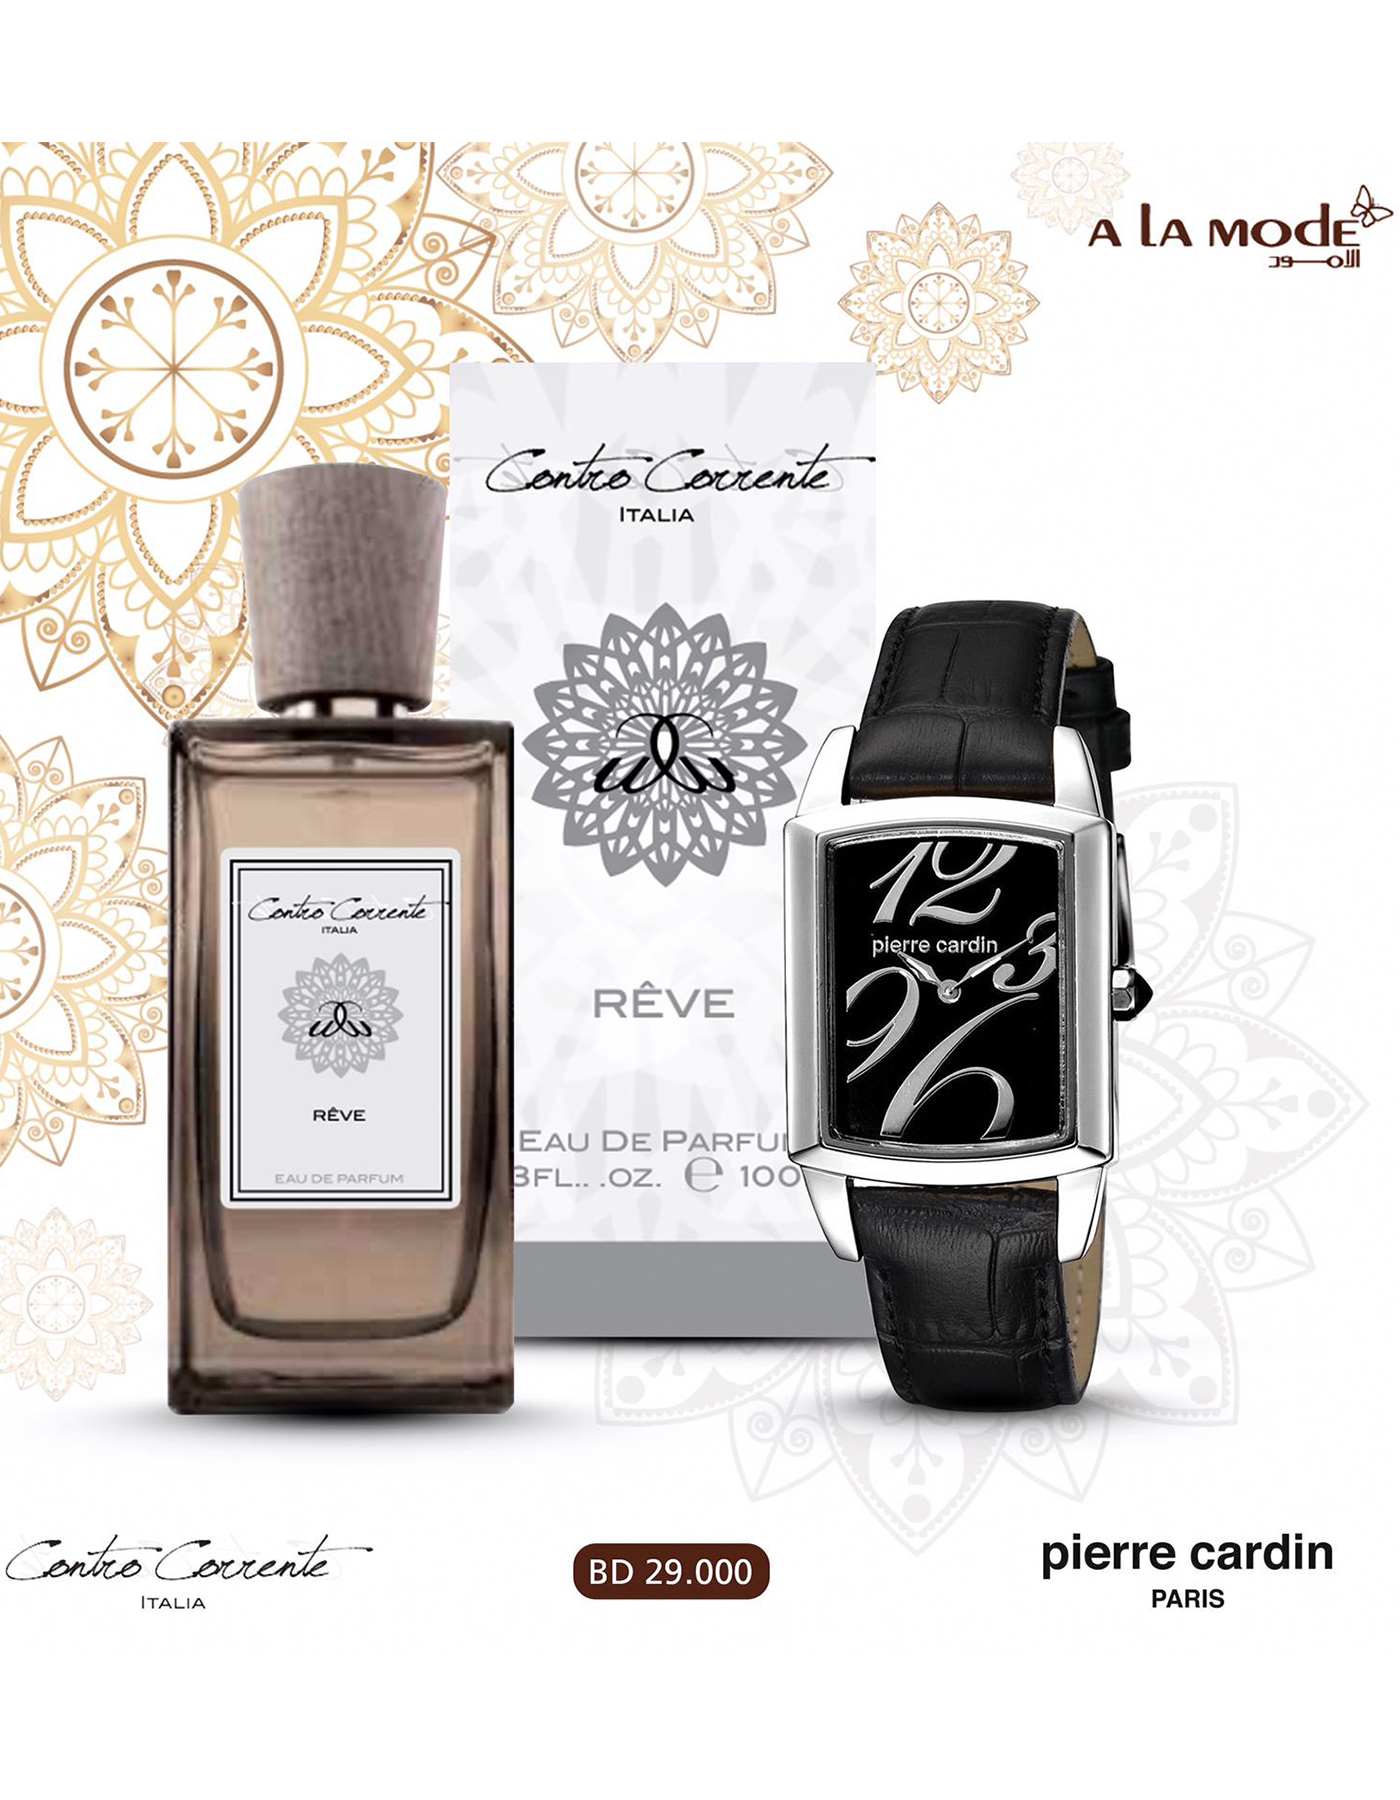 A LA MODE
الامـــود
Contro Corrente
ITALIA
RÊVE
EAU DE PARFU
3FL.. .OZ. ℮ 100
Contro Corrente
ITALIA
RÊVE
EAU DE PARFUM
12
pierre cardin
3
9
6
Contro Corrente
ITALIA
BD 29.000
pierre cardin
PARIS